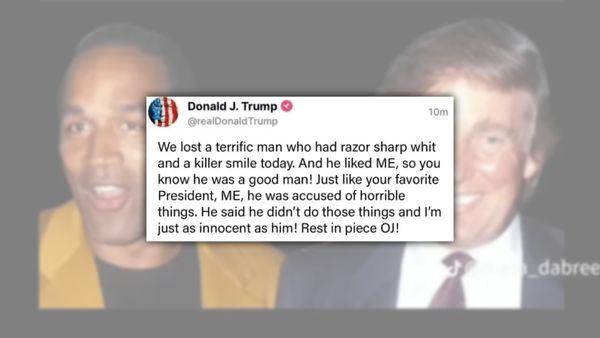 Donald J. Trump
@realDonaldTrump
10m
We lost a terrific man who had razor sharp whit
and a killer smile today. And he liked ME, so you
know he was a good man! Just like your favorite
President, ME, he was accused of horrible
things. He said he didn’t do those things and I’m
just as innocent as him! Rest in piece OJ!